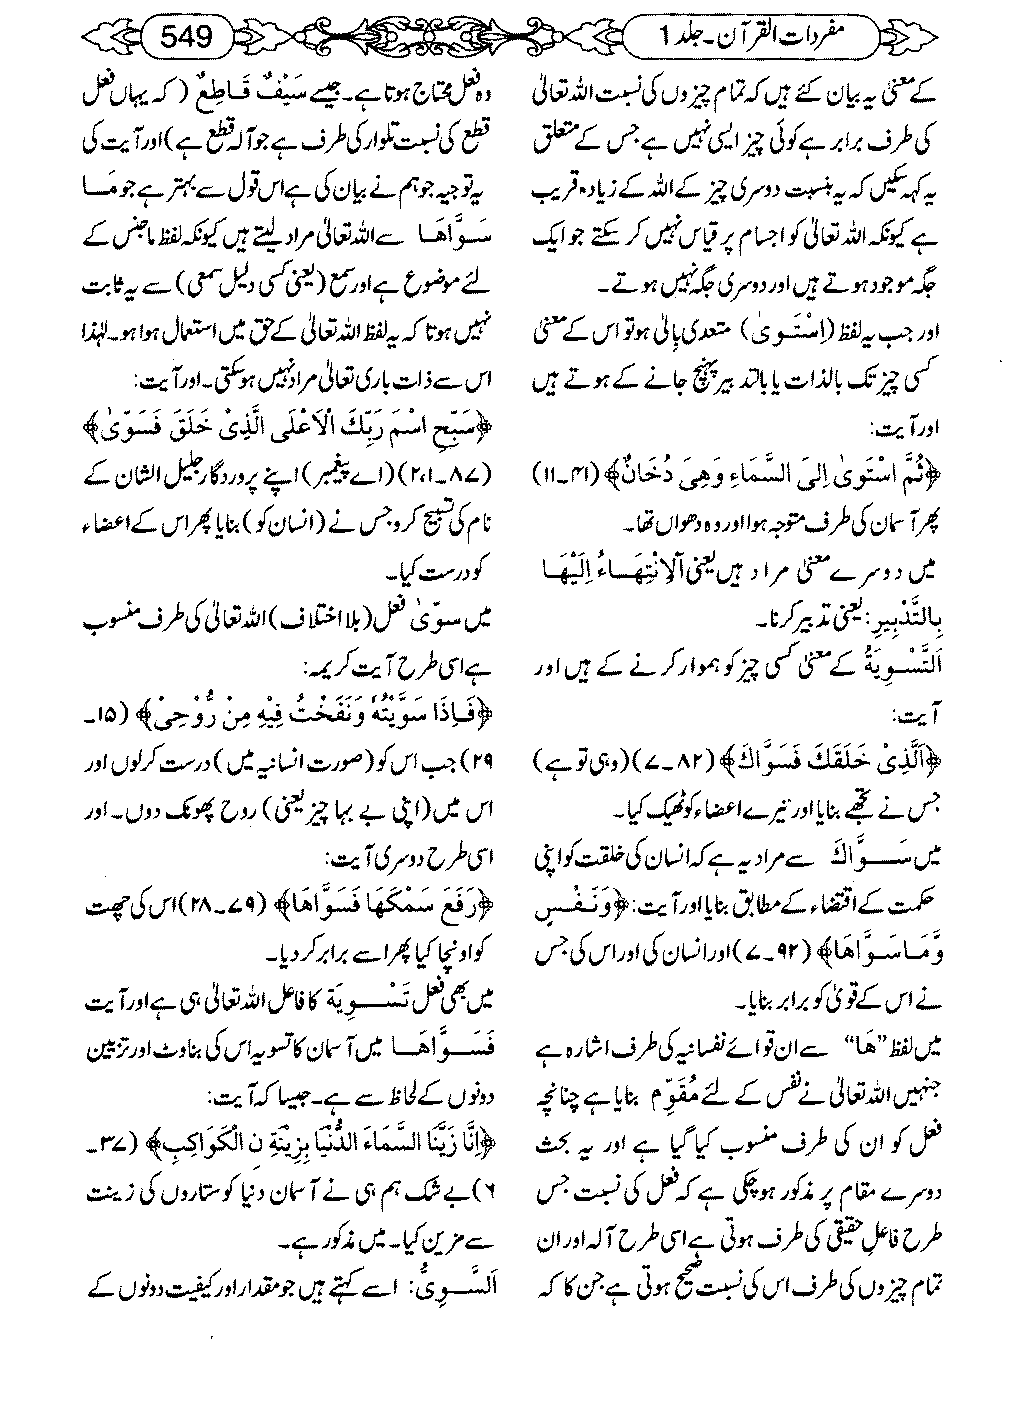 مفردات القرآن۔جلد 1
549
کے معنی یہ بیان کئے ہیں کہ تمام چیزوں کی نسبت اللہ تعالیٰ
کی طرف برابر ہے کوئی چیز ایسی نہیں ہے جس کے متعلق
یہ کہہ سکیں کہ یہ بنسبت دوسری چیز کے اللہ کے زیادہ قریب
ہے کیونکہ اللہ تعالیٰ کو اجسام پر قیاس نہیں کر سکتے جو ایک
جگہ موجود ہوتے ہیں اور دوسری جگہ نہیں ہوتے۔
اور جب یہ لفظ (اِسْتَویٰ) متعدی بالیٰ ہو تو اس کے معنی
کسی چیز تک بالذات یا بالتدبیر پہنچ جانے کے ہوتے ہیں
اور آیت:
﴿ثُمَّ اسْتَویٰ اِلیَ السَّمَاءِ وَھِیَ دُخَانٌ﴾ (۴۱۔۱۱)
پھر آسمان کی طرف متوجہ ہوا اور وہ دھواں تھا۔
میں دوسرے معنی مراد ہیں یعنی اَلْاِنْتِھَاءُ اِلَیْھَا
بِالتَّدْبِیرِ: یعنی تدبیر کرنا۔
اَلتَّسْوِیَۃُ کے معنی کسی چیز کو ہموار کرنے کے ہیں اور
آیت:
﴿اَلَّذِیْ خَلَقَكَ فَسَوَّاكَ﴾ (۸۲۔۷) (وہی تو ہے)
جس نے تجھے بنایا اور تیرے اعضاء کو ٹھیک کیا۔
میں سَوَّاكَ سے مراد یہ ہے کہ انسان کی خلقت کو اپنی
حکمت کے اقتضاء کے مطابق بنایا اور آیت: ﴿وَنَفْسٍ
وَّمَا سَوَّاھَا﴾ (۹۲۔۷) اور انسان کی اور اس کی جس
نے اس کے قویٰ کو برابر بنایا۔
میں لفظ ”ھَا“ سے ان قوائے نفسانیہ کی طرف اشارہ ہے
جنہیں اللہ تعالیٰ نے نفس کے لئے مُقَوِّم بنایا ہے چنانچہ
فعل کو ان کی طرف منسوب کیا گیا ہے اور یہ بحث
دوسرے مقام پر مذکور ہوچکی ہے کہ فعل کی نسبت جس
طرح فاعل حقیقی کی طرف ہوتی ہے اسی طرح آلہ اور ان
تمام چیزوں کی طرف اس کی نسبت صحیح ہوتی ہے جن کا کہ
وہ فعل محتاج ہوتا ہے۔ جیسے سَیْفٌ قَاطِعٌ (کہ یہاں فعل
قطع کی نسبت تلوار کی طرف ہے جو آلہ قطع ہے) اور آیت کی
یہ توجیہ جو ہم نے بیان کی ہے اس قول سے بہتر ہے جو مَا
سَوَّاھَا سے اللہ تعالیٰ مراد لیتے ہیں کیونکہ لفظ ما جنس کے
لئے موضوع ہے اور سمع (یعنی کسی دلیل سمعی) سے یہ ثابت
نہیں ہوتا کہ یہ لفظ اللہ تعالیٰ کے حق میں استعمال ہوا ہو۔ لہٰذا
اس سے ذات باری تعالیٰ مراد نہیں ہوسکتی۔ اور آیت:
﴿سَبِّحِ اسْمَ رَبِّكَ الْاَعْلَی الَّذِیْ خَلَقَ فَسَوّٰیٰ﴾
(۸۷۔۲،۱) (اے پیغمبر) اپنے پروردگار جلیل الشان کے
نام کی تسبیح کرو جس نے (انسان کو) بنایا پھر اس کے اعضاء
کو درست کیا۔
میں سوّیٰ فعل (بلا اختلاف) اللہ تعالیٰ کی طرف منسوب
ہے اسی طرح آیت کریمہ:
﴿فَاِذَا سَوَّیْتُہٗ وَنَفَخْتُ فِیْہِ مِنْ رُّوْحِیْ﴾ (۱۵۔
۲۹) جب اس کو (صورت انسانیہ میں) درست کرلوں اور
اس میں (اپنی بے بہا چیز یعنی) روح پھونک دوں۔ اور
اسی طرح دوسری آیت:
﴿رَفَعَ سَمْكَھَا فَسَوَّاھَا﴾ (۷۹۔۲۸) اس کی چھت
کو اونچا کیا پھر اسے برابر کر دیا۔
میں بھی فعل تَسْوِیَۃ کا فاعل اللہ تعالیٰ ہی ہے اور آیت
فَسَوَّاھَا میں آسمان کا تسویہ اس کی بناوٹ اور تزیین
دونوں کے لحاظ سے ہے۔ جیسا کہ آیت:
﴿اِنَّا زَیَّنَّا السَّمَاءَ الدُّنْیَا بِزِیْنَۃِ نِ الْکَوَاکِبِ﴾ (۳۷۔
۶) بے شک ہم ہی نے آسمان دنیا کو ستاروں کی زینت
سے مزین کیا۔ میں مذکور ہے۔
اَلسَّوِیُّ: اسے کہتے ہیں جو مقدار اور کیفیت دونوں کے